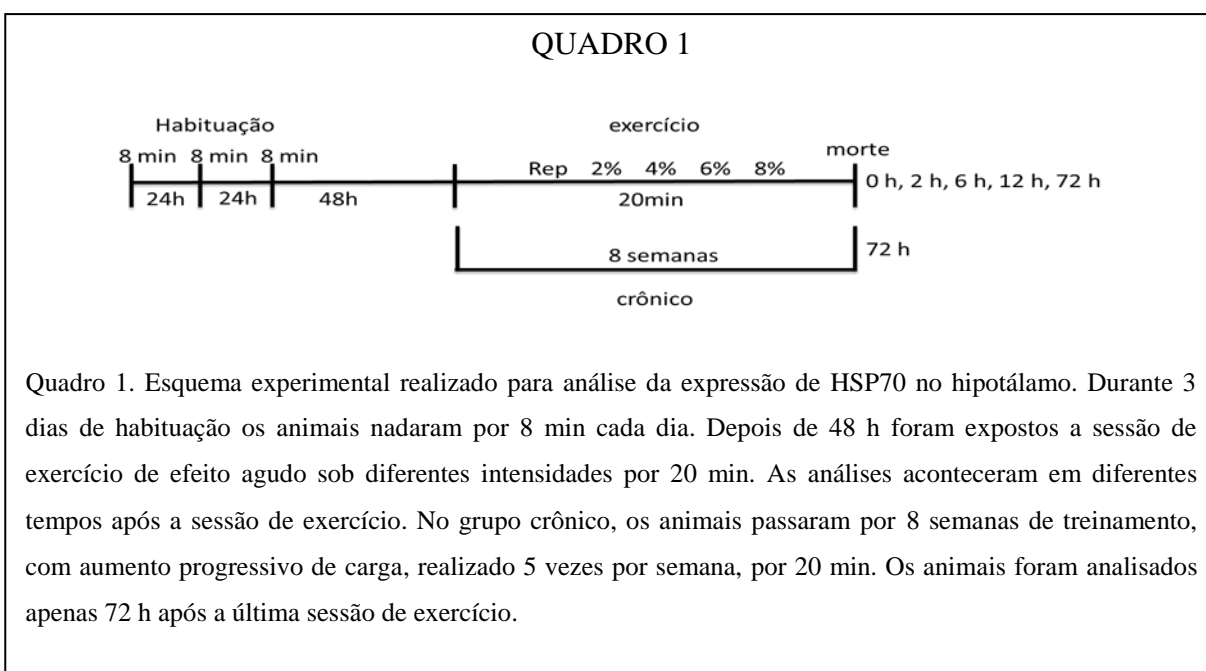 QUADRO 1
Habituação
exercício
8 min 8 min 8 min
Rep 2% 4% 6% 8%
morte
0 h, 2 h, 6 h, 12 h, 72 h
24h 24h 48h
20min
8 semanas
72 h
crônico
Quadro 1. Esquema experimental realizado para análise da expressão de HSP70 no hipotálamo. Durante 3
dias de habituação os animais nadaram por 8 min cada dia. Depois de 48 h foram expostos a sessão de
exercício de efeito agudo sob diferentes intensidades por 20 min. As análises aconteceram em diferentes
tempos após a sessão de exercício. No grupo crônico, os animais passaram por 8 semanas de treinamento,
com aumento progressivo de carga, realizado 5 vezes por semana, por 20 min. Os animais foram analisados
apenas 72 h após a última sessão de exercício.